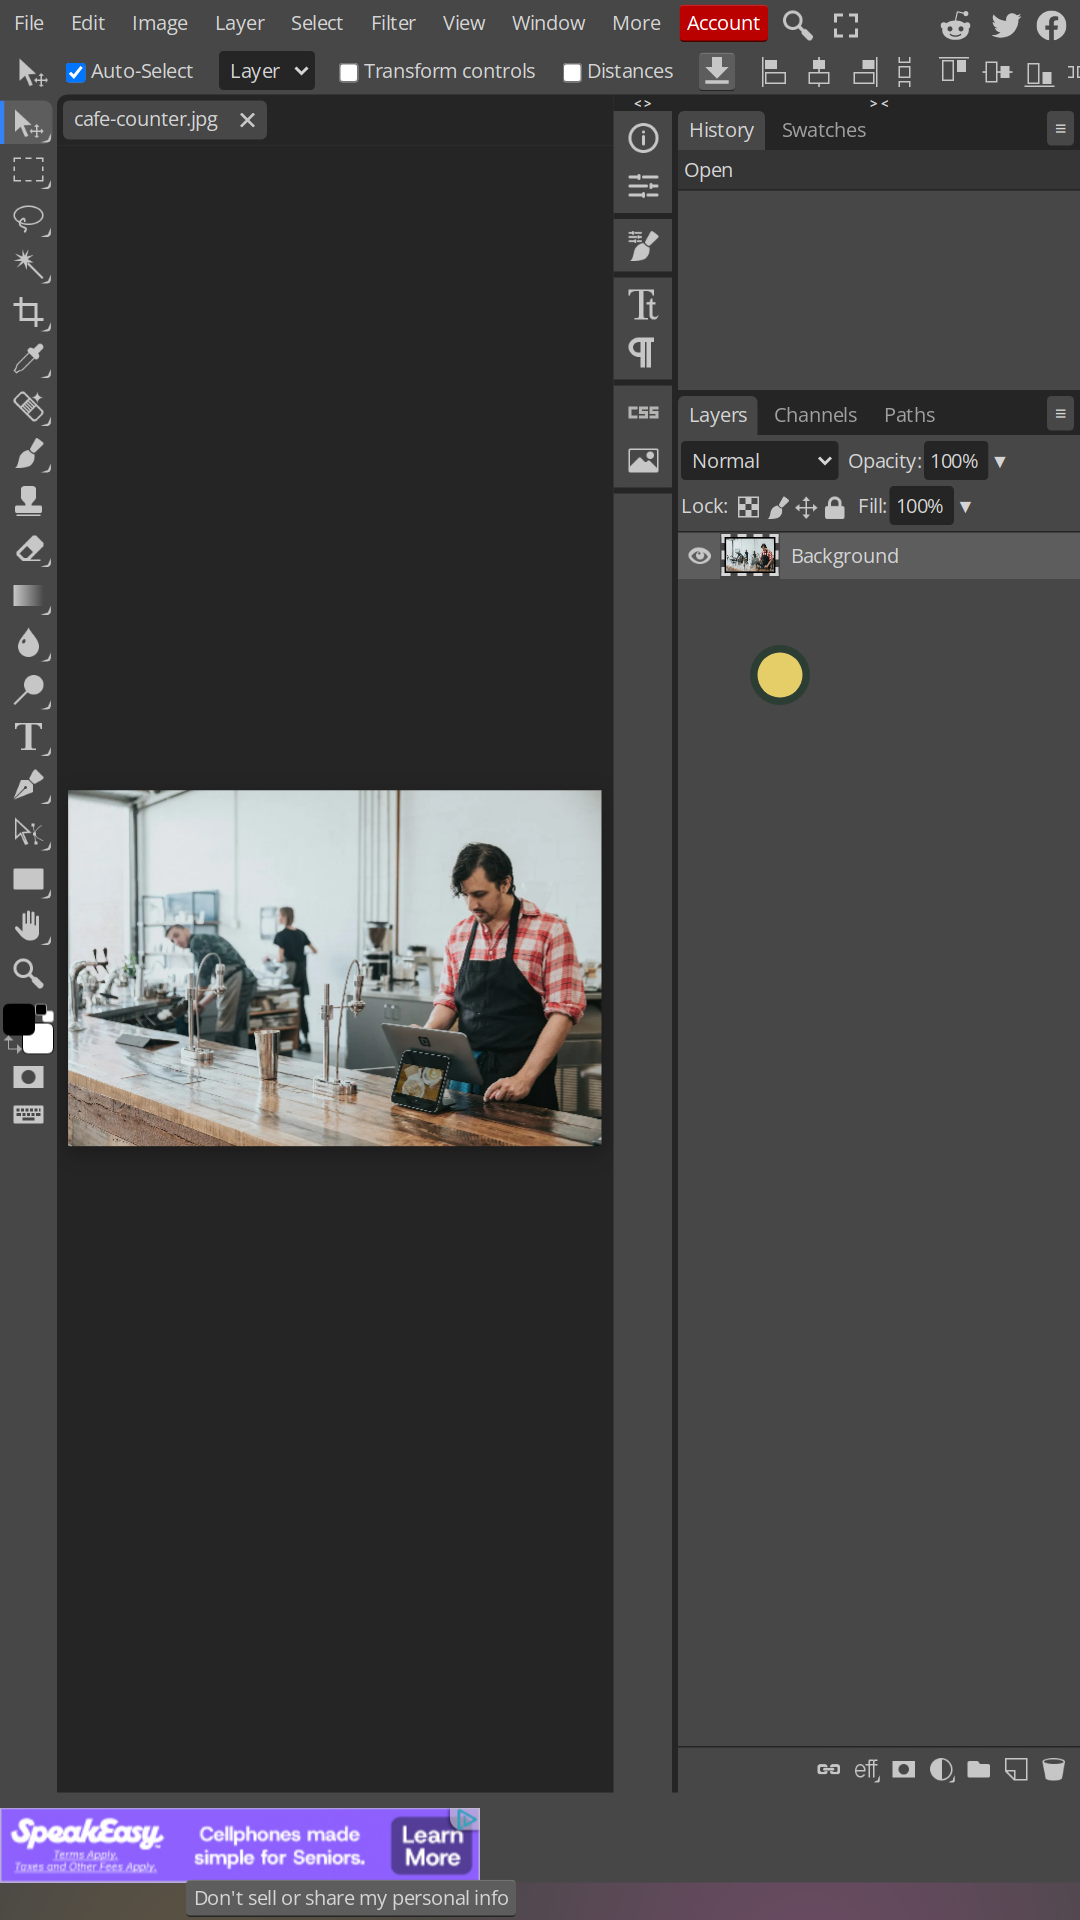 File Edit Image Layer Select Filter View Window More Account
Auto-Select Layer Transform controls Distances
cafe-counter.jpg
< > > <
History Swatches
Open
Tt
¶
CSS
Layers Channels Paths
Normal Opacity: 100%
Lock: Fill: 100%
Background
T
eff
SpeakEasy
Terms Apply.
Taxes and Other Fees Apply.
Cellphones made
simple for Seniors.
Learn
More
Don't sell or share my personal info